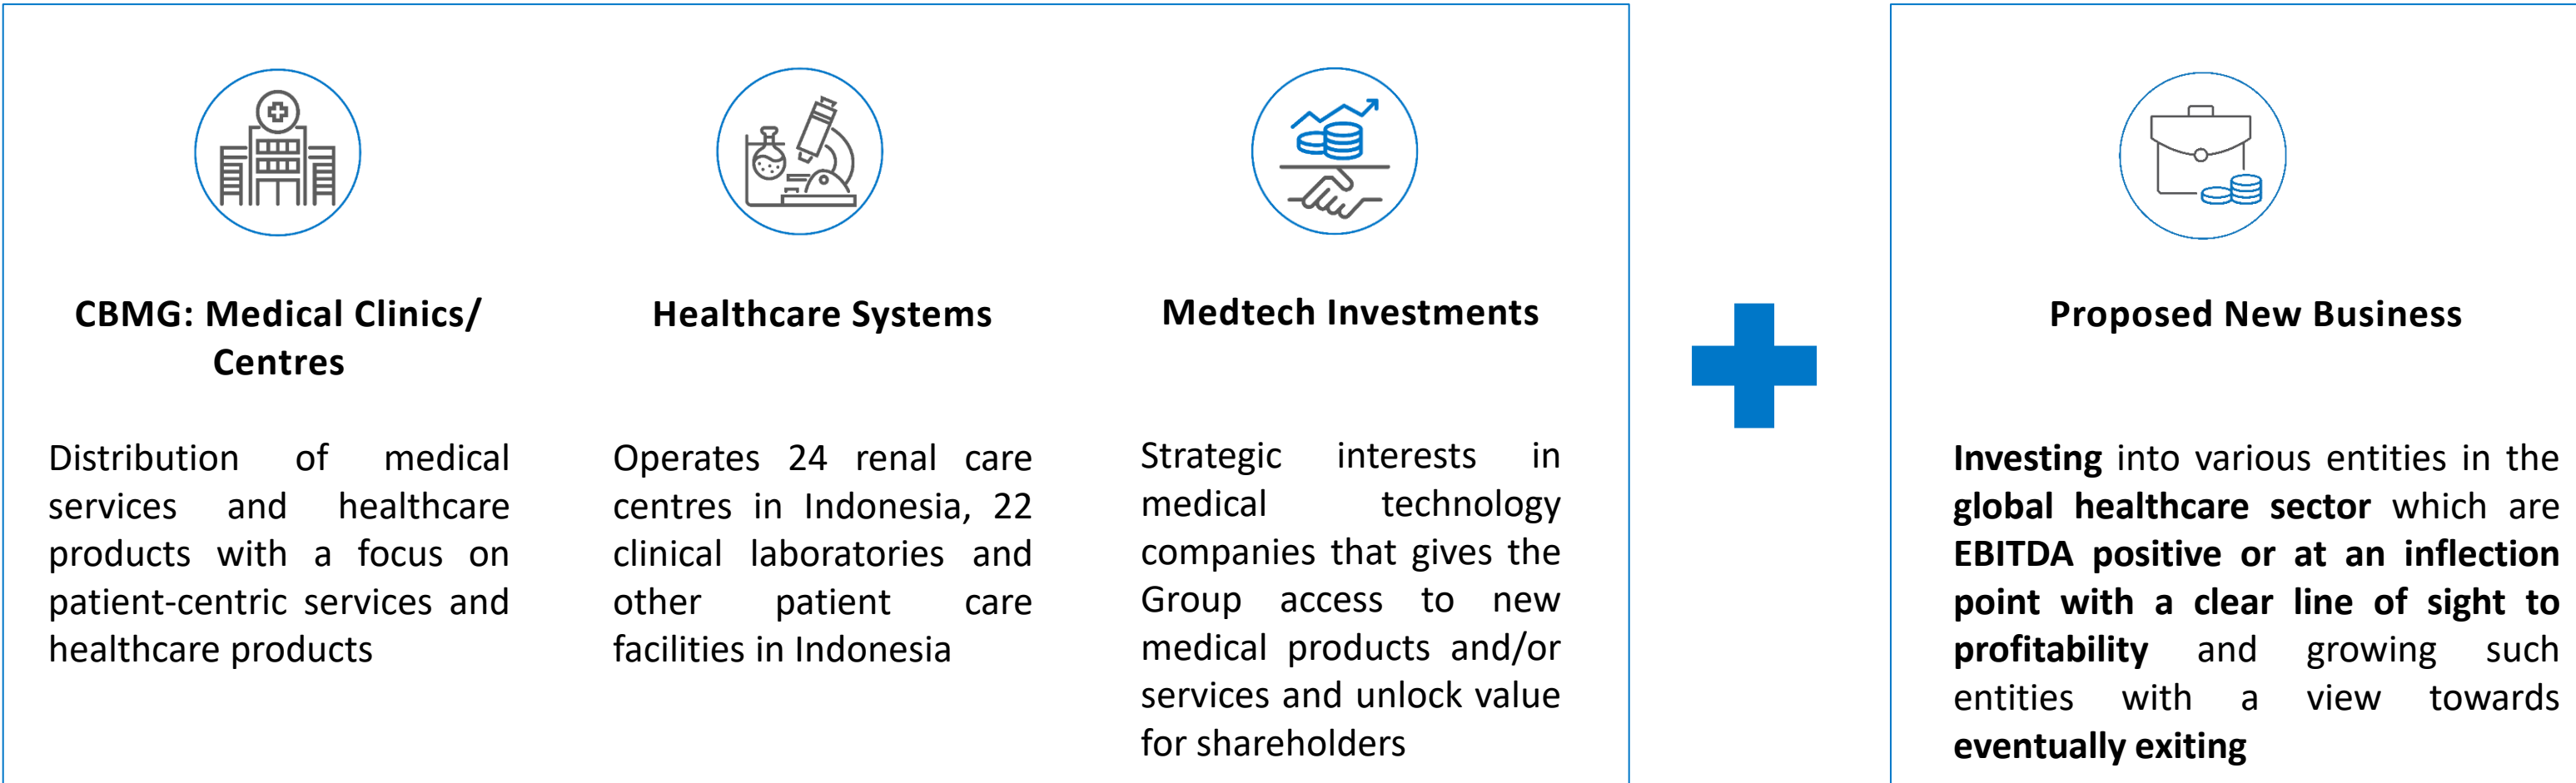 CBMG: Medical Clinics/
Centres
Distribution of medical
services and healthcare
products with a focus on
patient-centric services and
healthcare products
Healthcare Systems
Operates 24 renal care
centres in Indonesia, 22
clinical laboratories and
other patient care
facilities in Indonesia
Medtech Investments
Strategic interests in
medical technology
companies that gives the
Group access to new
medical products and/or
services and unlock value
for shareholders
Proposed New Business
Investing into various entities in the
global healthcare sector which are
EBITDA positive or at an inflection
point with a clear line of sight to
profitability and growing such
entities with a view towards
eventually exiting